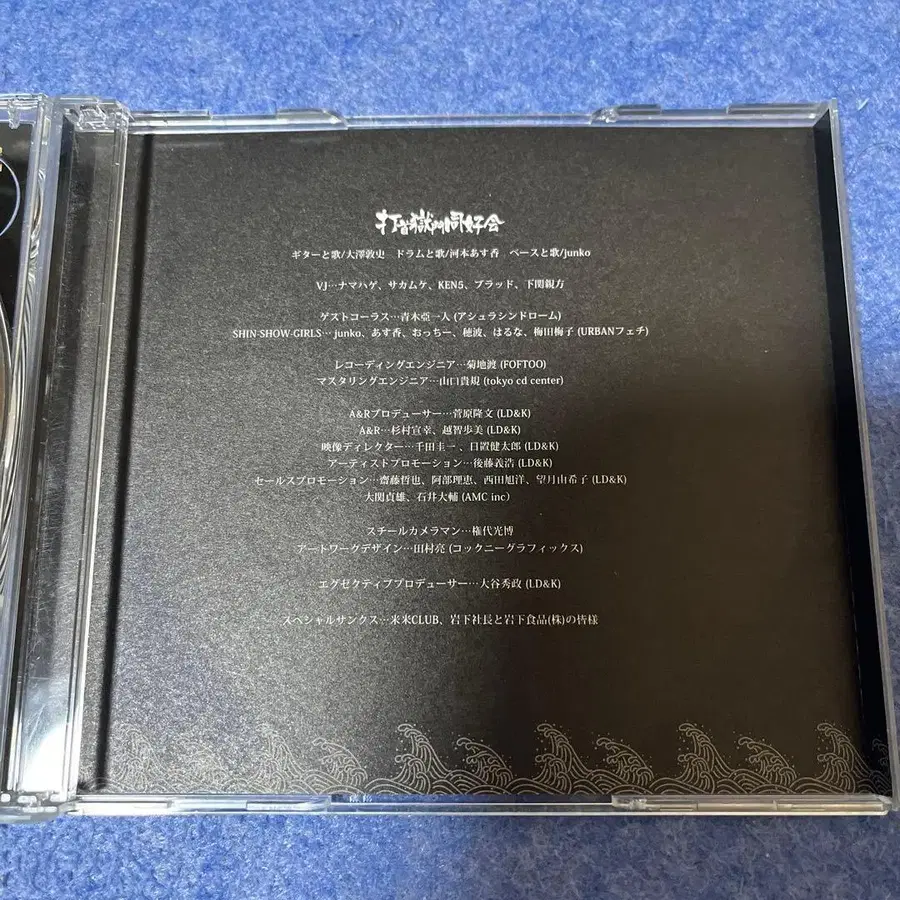 打首獄門同好会
ギターと歌/大澤敦史　ドラムと歌/河本あす香　ベースと歌/junko
VJ…ナマハゲ、サカムケ、KEN5、ブラッド、下関親方
ゲストコーラス…青木亞一人 (アシュラシンドローム)
SHIN-SHOW-GIRLS… junko、あす香、おっちー、穂波、はるな、梅田梅子 (URBANフェチ)
レコーディングエンジニア…菊地渡 (FOFTOO)
マスタリングエンジニア…山口貴規 (tokyo cd center)
A&Rプロデューサー…菅原隆文 (LD&K)
A&R…杉村宣幸、越智歩美 (LD&K)
映像ディレクター…千田圭一 、日置健太郎 (LD&K)
アーティストプロモーション…後藤義浩 (LD&K)
セールスプロモーション…齋藤哲也、阿部理恵、西田旭洋、望月由希子 (LD&K)
大関貞雄、石井大輔 (AMC inc)
スチールカメラマン…権代光博
アートワークデザイン…田村亮 (コックニーグラフィックス)
エグゼクティブプロデューサー…大谷秀政 (LD&K)
スペシャルサンクス…米米CLUB、岩下社長と岩下食品(株)の皆様